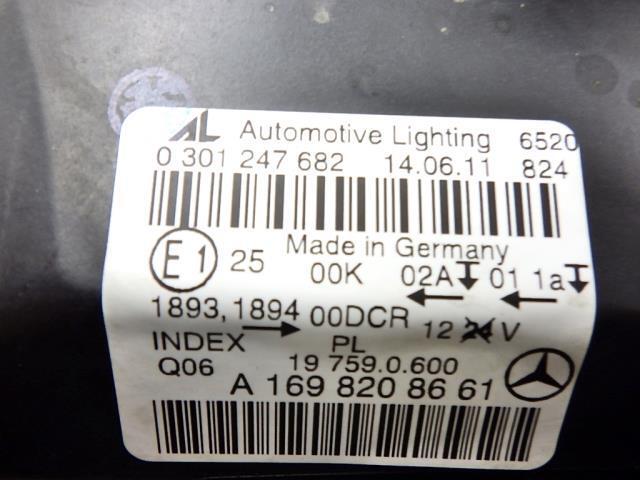 AL Automotive Lighting 6520
0 301 247 682 14.06.11 824
Made in Germany
E1 25 00K 02A 01 1a
1893,1894 00DCR 12 24 V
INDEX PL
Q06 19 759.0.600
A 169 820 86 61